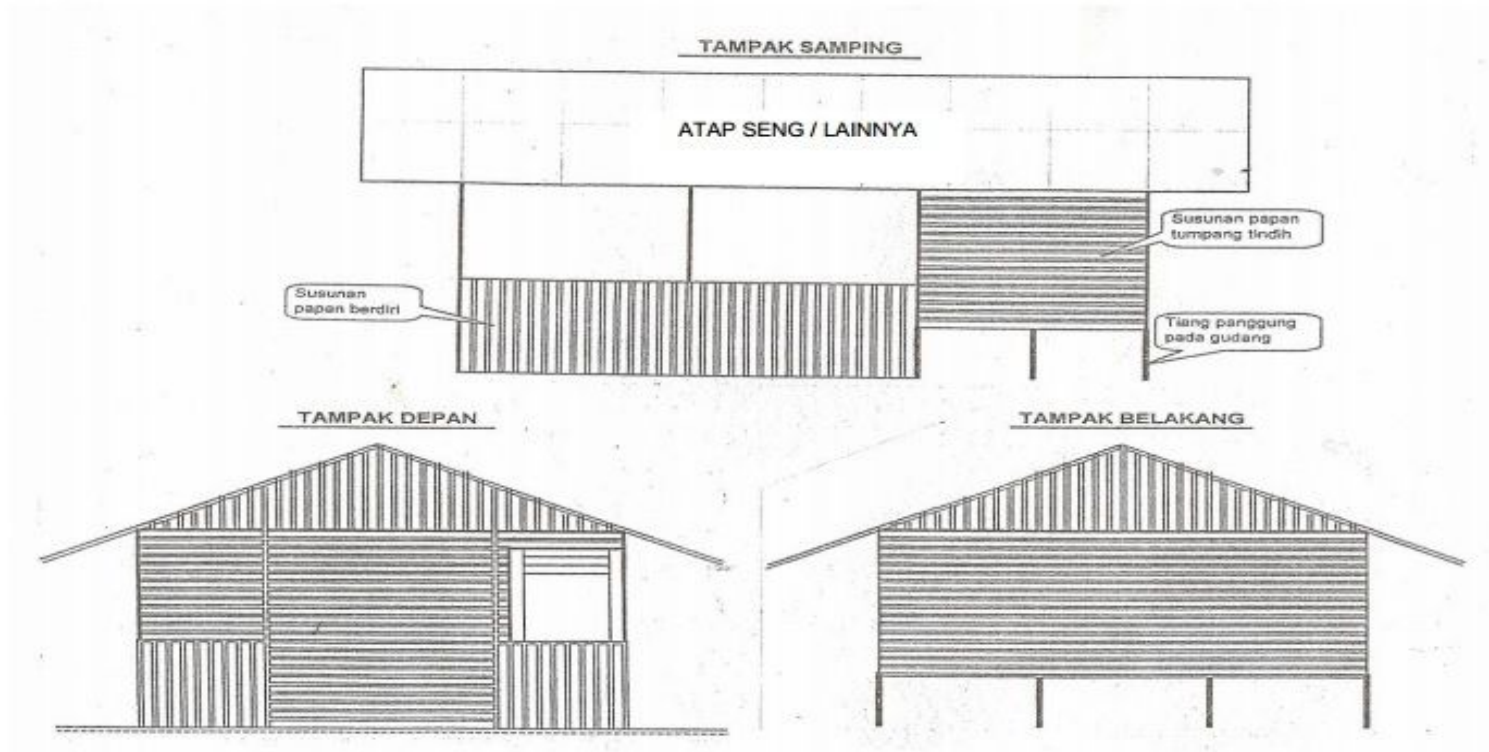 TAMPAK SAMPING
ATAP SENG / LAINNYA
Susunan papan
tumpang tindih
Susunan
papan berdiri
Tiang panggung
pada gudang
TAMPAK DEPAN
TAMPAK BELAKANG